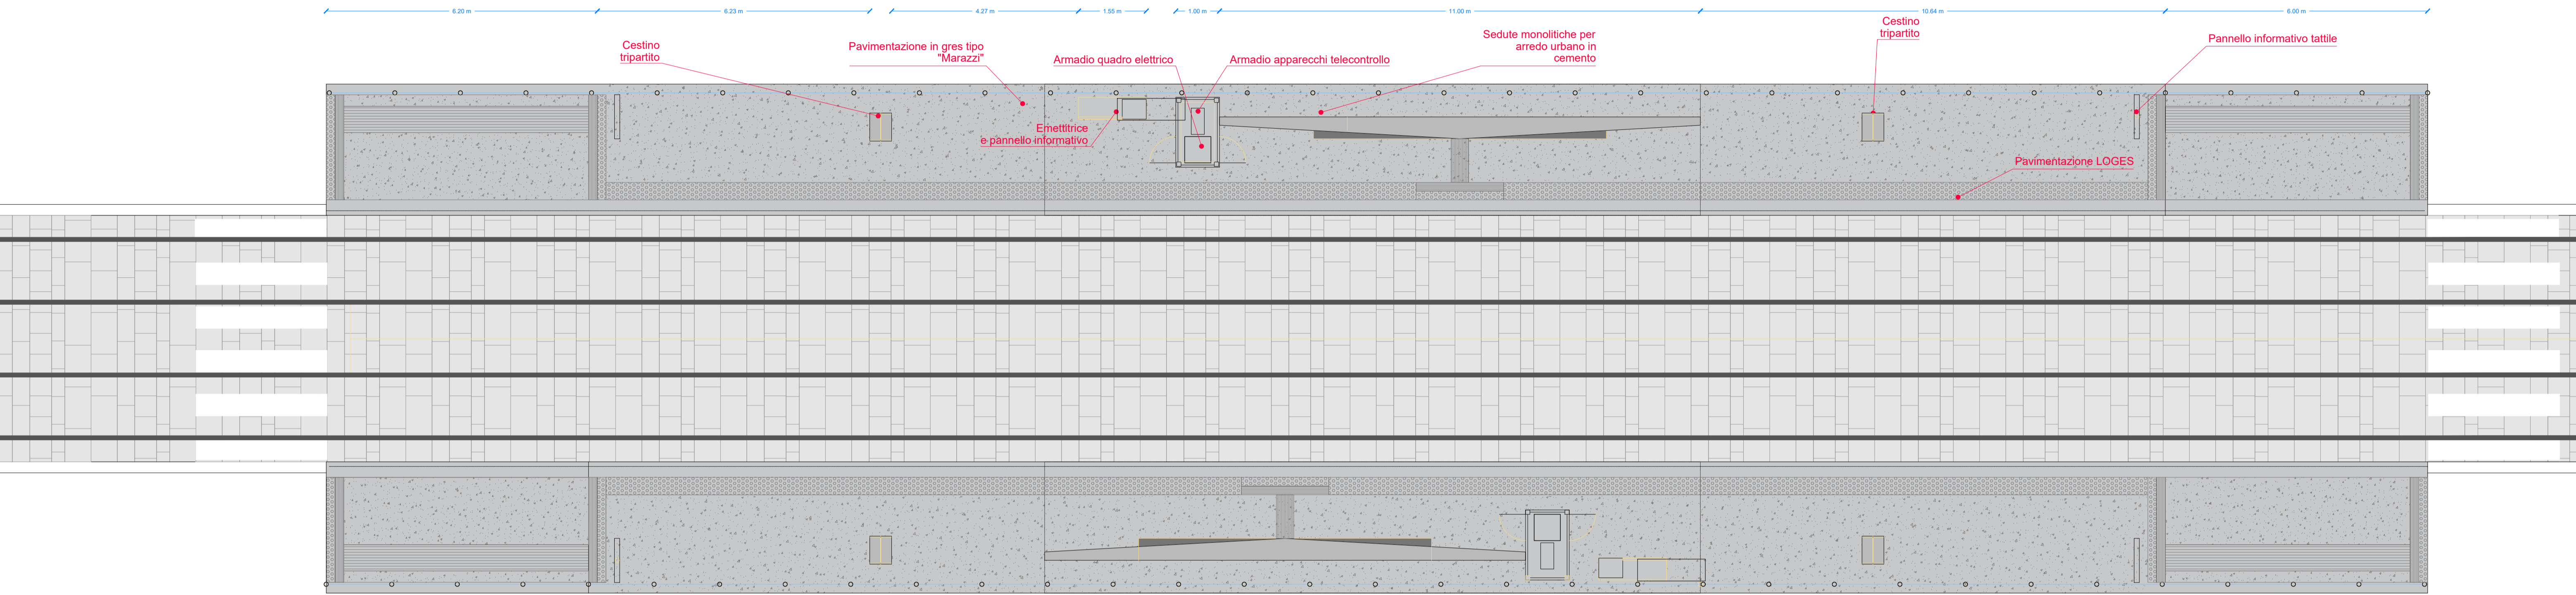 6.20 m
6.23 m
4.27 m
1.55 m
1.00 m
11.00 m
10.64 m
6.00 m
Cestino
tripartito
Pavimentazione in gres tipo
"Marazzi"
Armadio quadro elettrico
Armadio apparecchi telecontrollo
Sedute monolitiche per
arredo urbano in
cemento
Cestino
tripartito
Pannello informativo tattile
Emettitrice
e pannello informativo
Pavimentazione LOGES